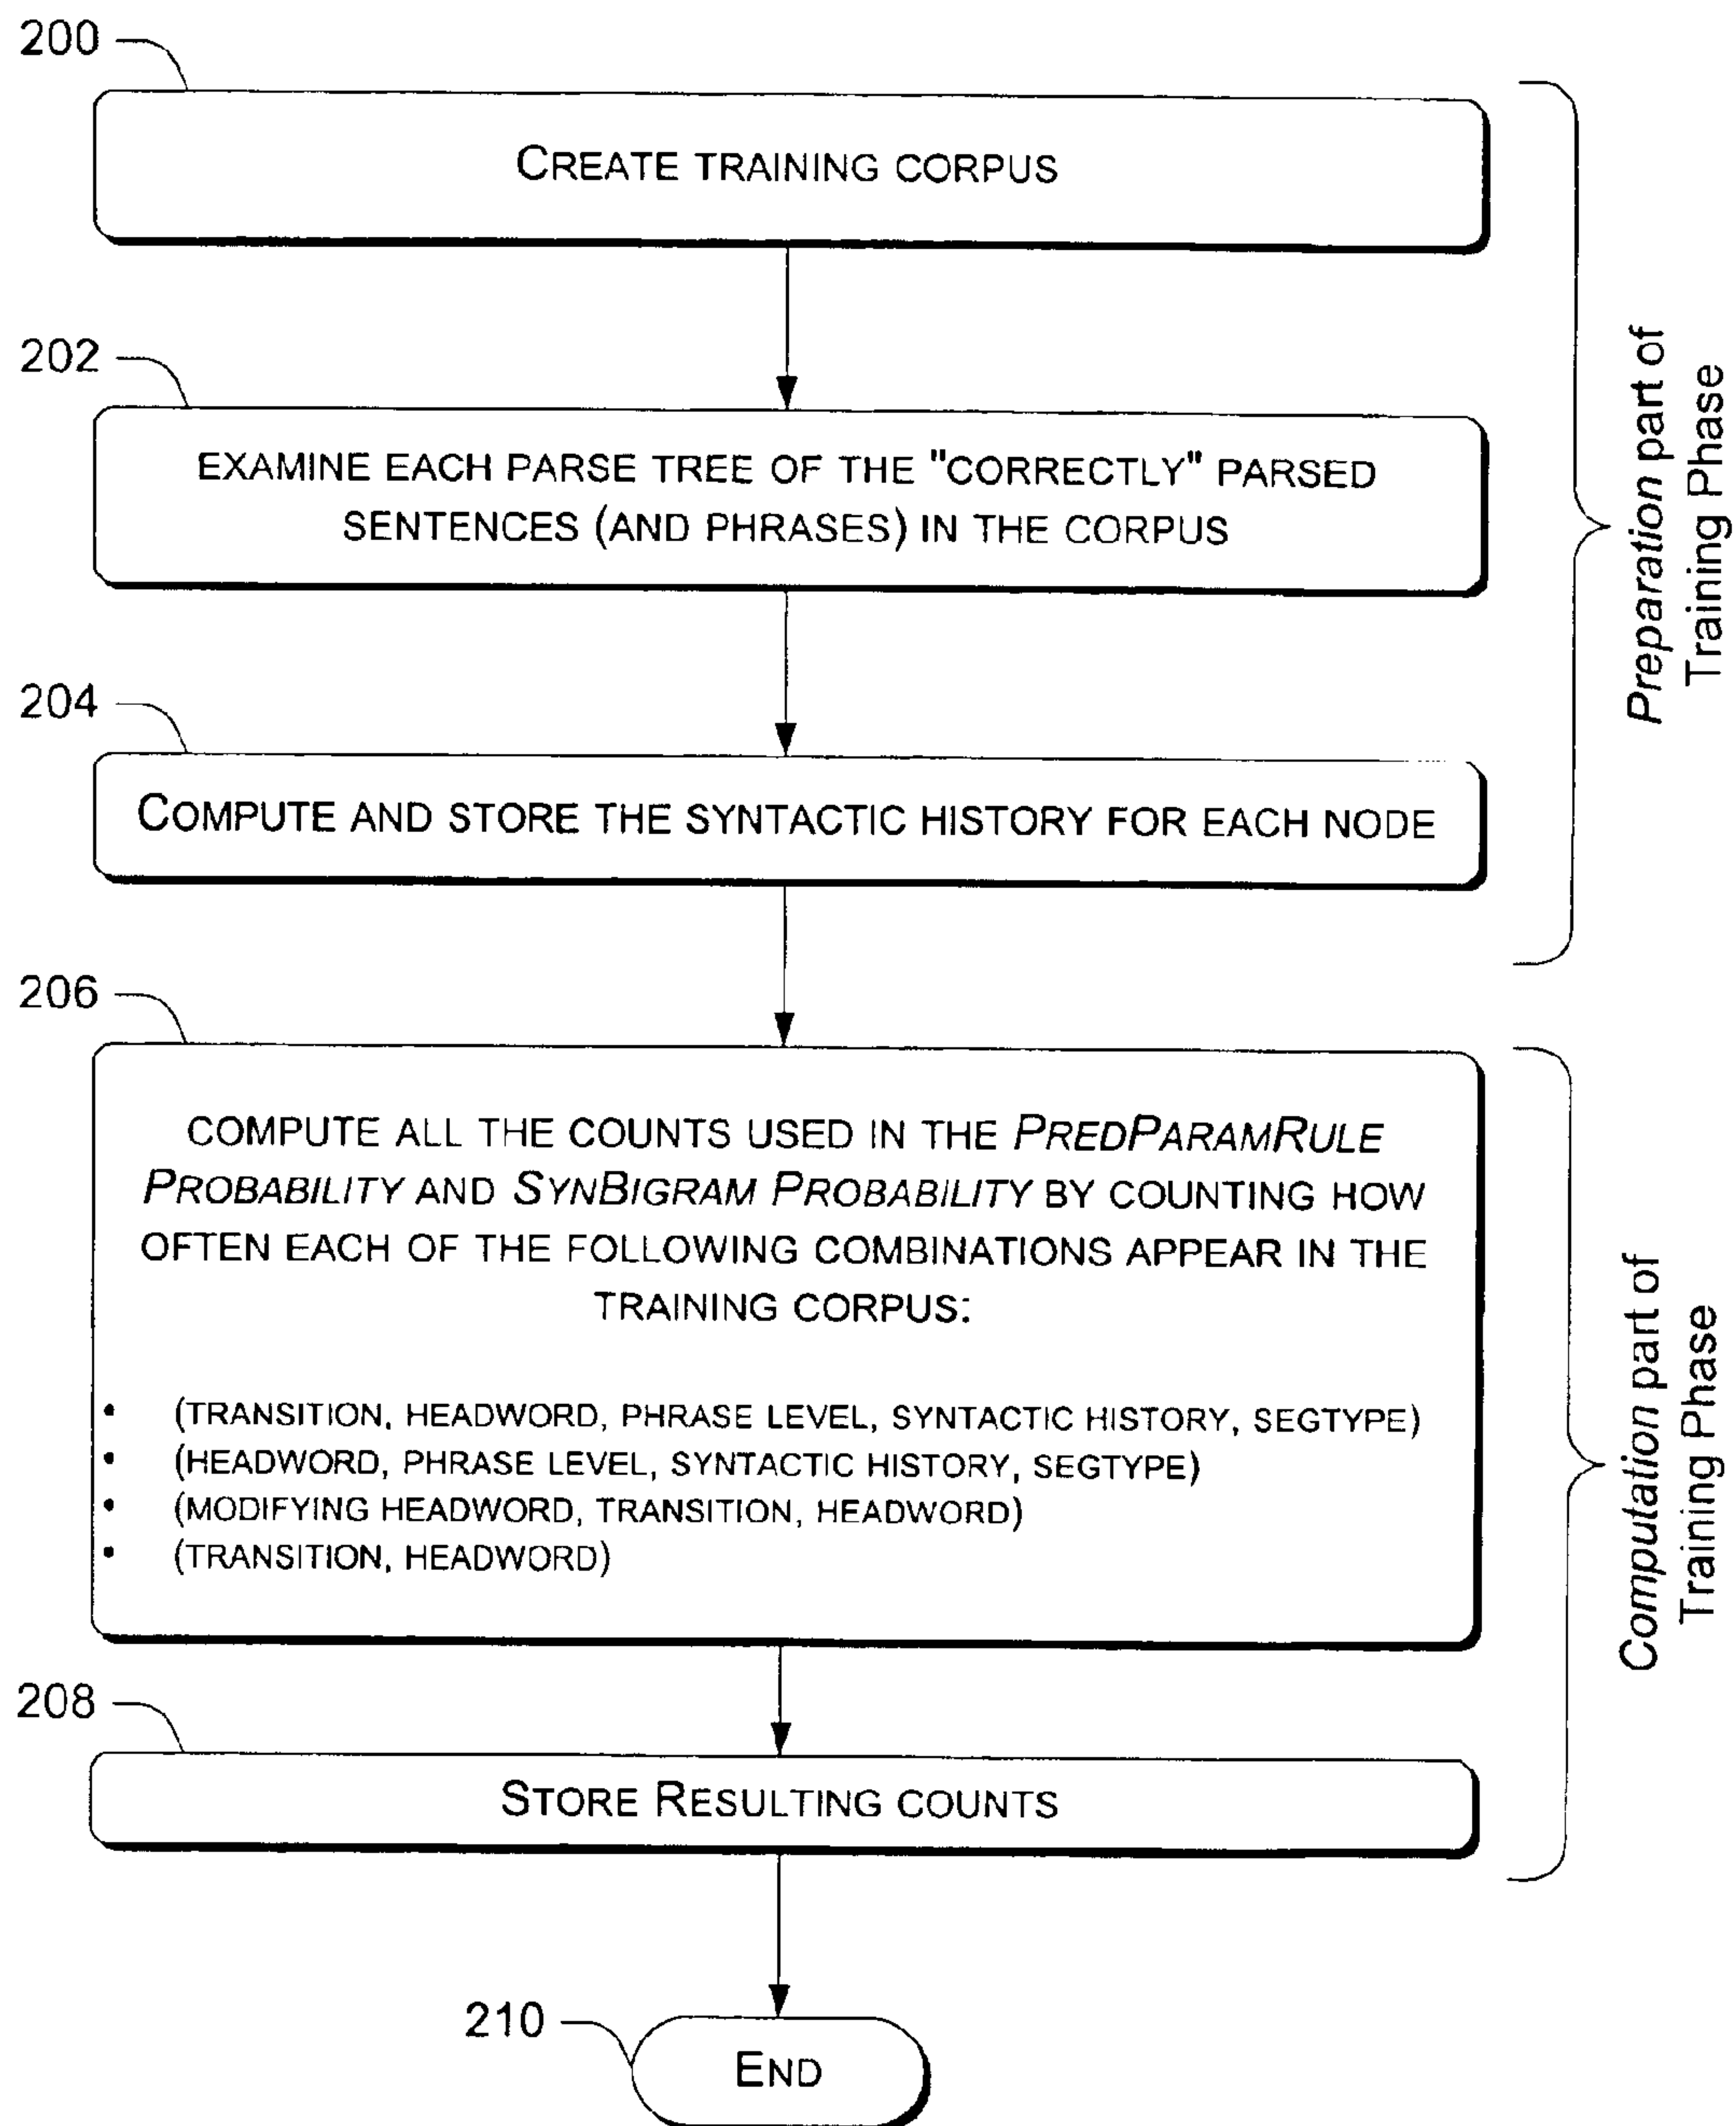 200
CREATE TRAINING CORPUS
202
EXAMINE EACH PARSE TREE OF THE "CORRECTLY" PARSED
SENTENCES (AND PHRASES) IN THE CORPUS
204
COMPUTE AND STORE THE SYNTACTIC HISTORY FOR EACH NODE
Preparation part of
Training Phase
206
COMPUTE ALL THE COUNTS USED IN THE PREDPARAMRULE
PROBABILITY AND SYNBIGRAM PROBABILITY BY COUNTING HOW
OFTEN EACH OF THE FOLLOWING COMBINATIONS APPEAR IN THE
TRAINING CORPUS:
• (TRANSITION, HEADWORD, PHRASE LEVEL, SYNTACTIC HISTORY, SEGTYPE)
• (HEADWORD, PHRASE LEVEL, SYNTACTIC HISTORY, SEGTYPE)
• (MODIFYING HEADWORD, TRANSITION, HEADWORD)
• (TRANSITION, HEADWORD)
208
STORE RESULTING COUNTS
Computation part of
Training Phase
210
END